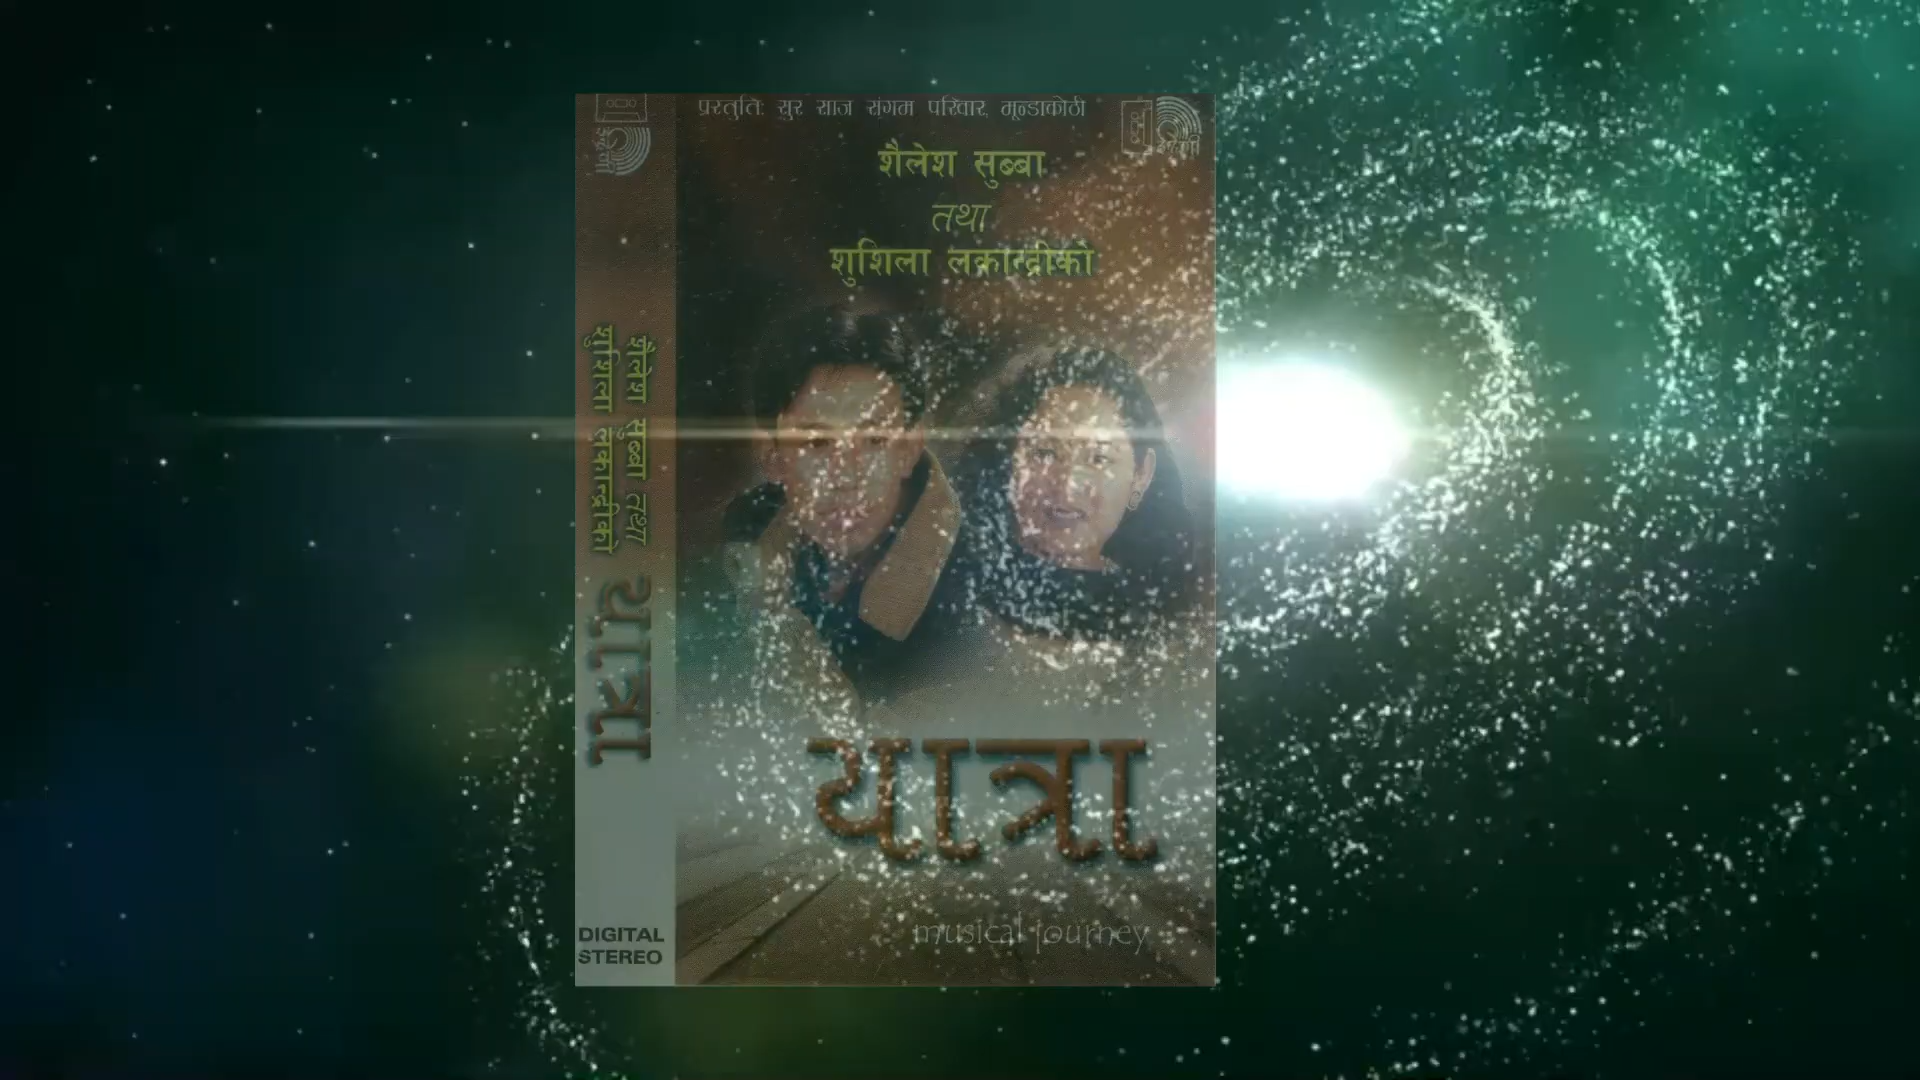 प्रस्तुतिः सुर साज संगम परिवार, मून्डाकोठी
शैलेश सुब्बा
तथा
शुशिला लकान्द्रीको
यात्रा
musical journey
शैलेश सुब्बा तथा
शुशिला लकान्द्रीको
यात्रा
DIGITAL
STEREO